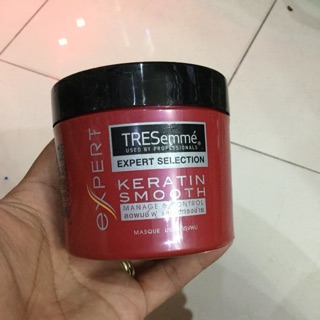 TRESemmé
USED BY PROFESSIONALS
EXPERT SELECTION
KERATIN
SMOOTH
MANAGE & CONTROL
MASQUE
eXPERT